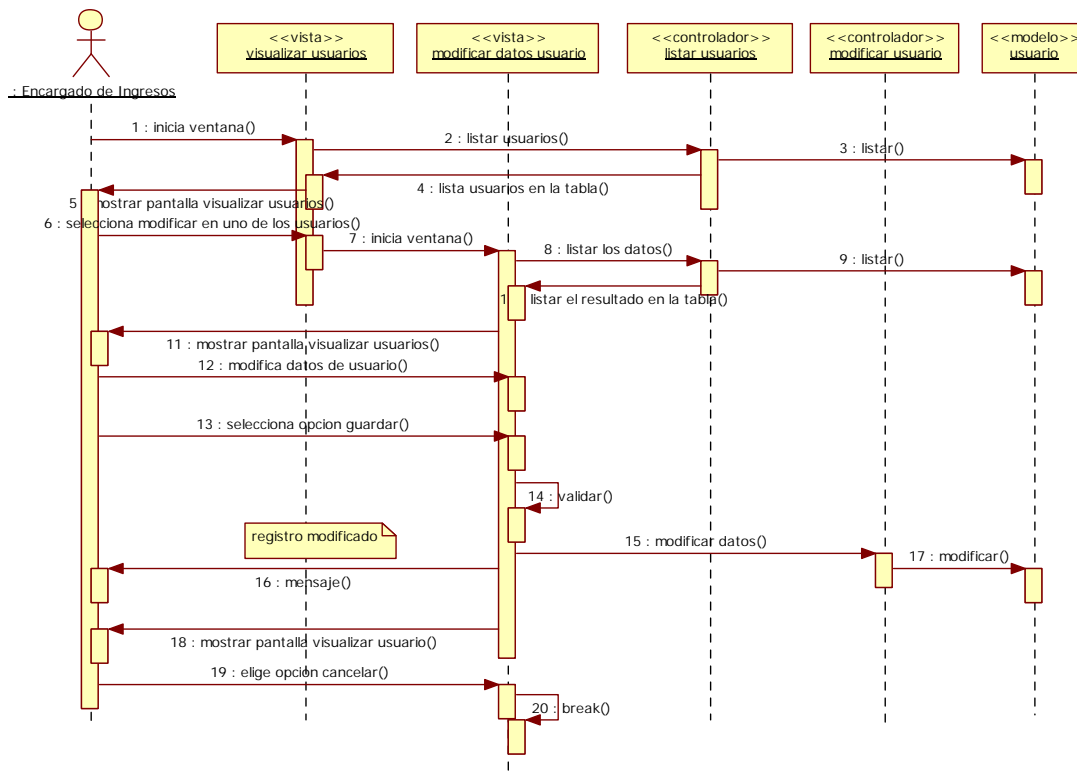 <<vista>>
visualizar usuarios
<<vista>>
modificar datos usuario
<<controlador>>
listar usuarios
<<controlador>>
modificar usuario
<<modelo>>
usuario
: Encargado de Ingresos
1 : inicia ventana()
2 : listar usuarios()
3 : listar()
4 : lista usuarios en la tabla()
5 mostrar pantalla visualizar usuarios()
6 : selecciona modificar en uno de los usuarios()
7 : inicia ventana()
8 : listar los datos()
9 : listar()
1 listar el resultado en la tabla()
11 : mostrar pantalla visualizar usuarios()
12 : modifica datos de usuario()
13 : selecciona opcion guardar()
14 : validar()
registro modificado
15 : modificar datos()
16 : mensaje()
17 : modificar()
18 : mostrar pantalla visualizar usuario()
19 : elige opción cancelar()
20 : break()